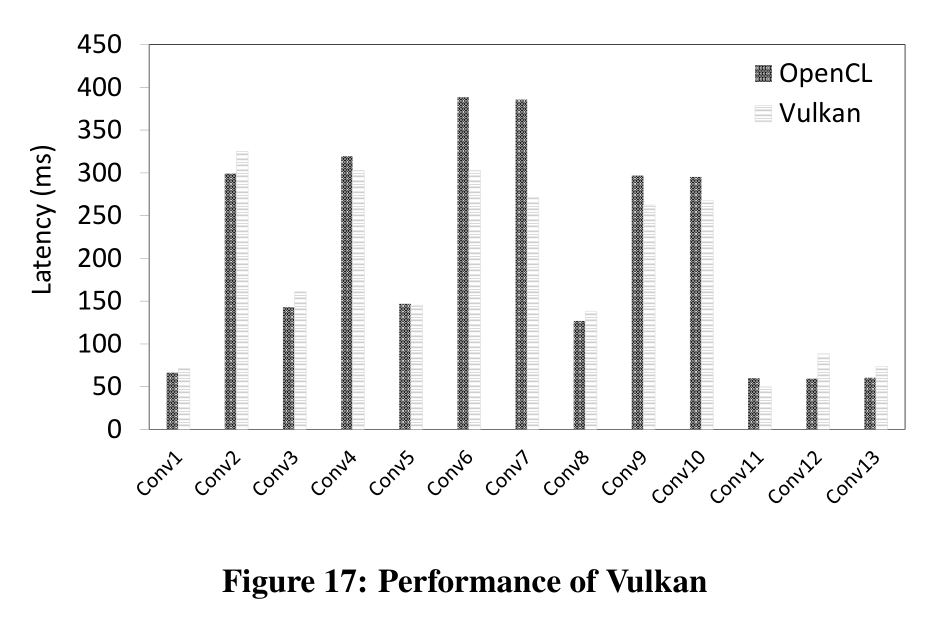 450
400
350
300
250
200
150
100
50
0
Latency (ms)
OpenCL
Vulkan
Conv1
Conv2
Conv3
Conv4
Conv5
Conv6
Conv7
Conv8
Conv9
Conv10
Conv11
Conv12
Conv13
Figure 17: Performance of Vulkan